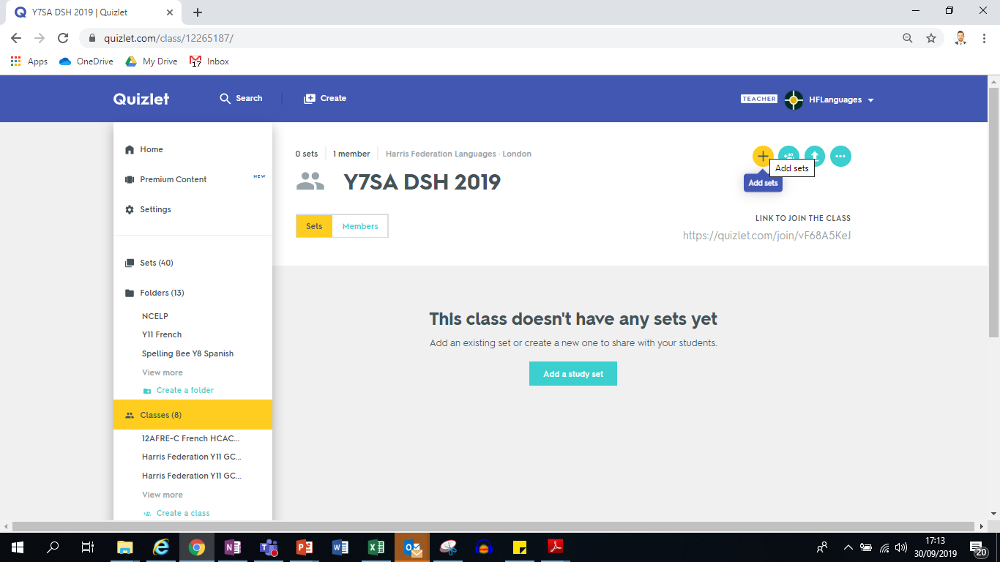 Y7SA DSH 2019 | Quizlet
quizlet.com/class/12265187/
Apps OneDrive My Drive 17 Inbox
Quizlet Search Create TEACHER HFLanguages
Home
Premium Content NEW
Settings
Sets (40)
Folders (13)
NCELP
Y11 French
Spelling Bee Y8 Spanish
View more
Create a folder
Classes (8)
12AFRE-C French HCAC...
Harris Federation Y11 GC...
Harris Federation Y11 GC...
View more
Create a class
0 sets 1 member Harris Federation Languages · London
Y7SA DSH 2019
Add sets
Add sets
Sets Members
LINK TO JOIN THE CLASS
https://quizlet.com/join/vF68A5KeJ
This class doesn't have any sets yet
Add an existing set or create a new one to share with your students.
Add a study set
17:13
30/09/2019
20